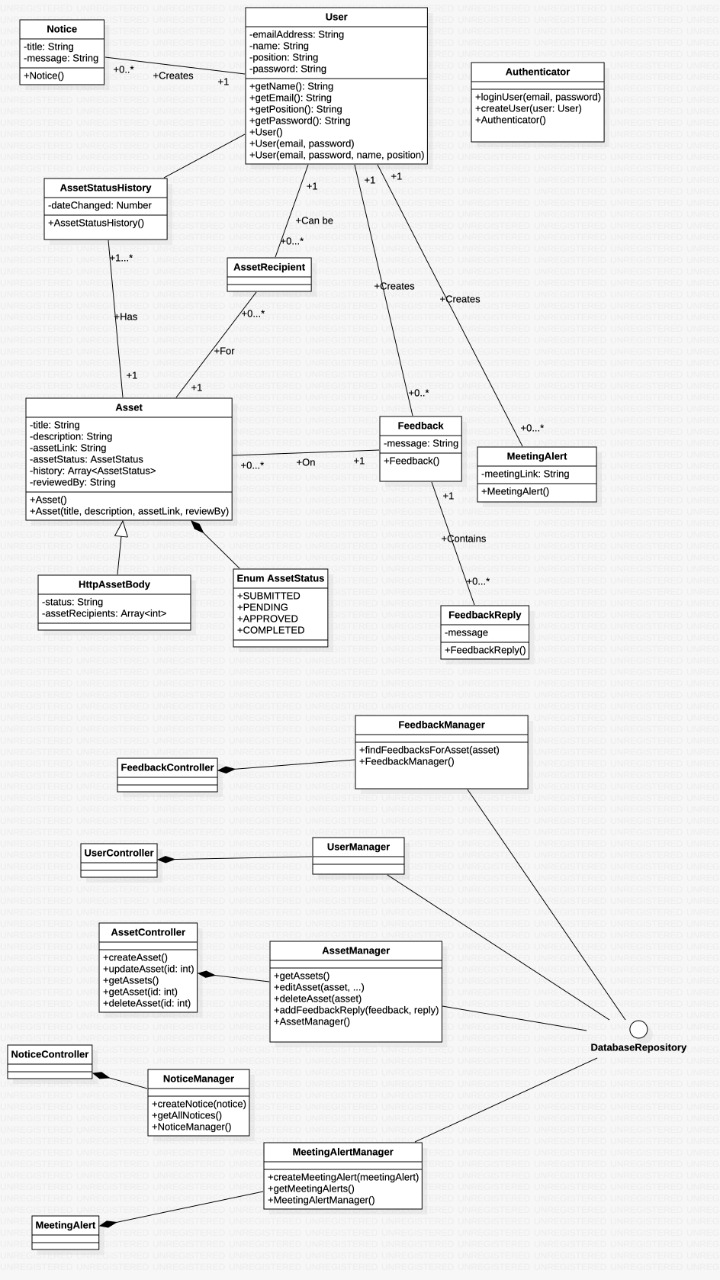 Notice
-title: String
-message: String
+Notice()
+0..*
+Creates
+1
User
-emailAddress: String
-name: String
-position: String
-password: String
+getName(): String
+getEmail(): String
+getPosition(): String
+getPassword(): String
+User()
+User(email, password)
+User(email, password, name, position)
Authenticator
+loginUser(email, password)
+createUser(user: User)
+Authenticator()
AssetStatusHistory
-dateChanged: Number
+AssetStatusHistory()
+1
+1
+1
+Can be
+0...*
AssetRecipient
+1...*
+Has
+1
+0...*
+For
+1
+Creates
+0..*
+Creates
+0...*
Asset
-title: String
-description: String
-assetLink: String
-assetStatus: AssetStatus
-history: Array<AssetStatus>
-reviewedBy: String
+Asset()
+Asset(title, description, assetLink, reviewBy)
+0...*
+On
+1
Feedback
-message: String
+Feedback()
MeetingAlert
-meetingLink: String
+MeetingAlert()
+1
+Contains
+0...*
HttpAssetBody
-status: String
-assetRecipients: Array<int>
Enum AssetStatus
+SUBMITTED
+PENDING
+APPROVED
+COMPLETED
FeedbackReply
-message
+FeedbackReply()
FeedbackManager
+findFeedbacksForAsset(asset)
+FeedbackManager()
FeedbackController
UserManager
UserController
AssetController
+createAsset()
+updateAsset(id: int)
+getAssets()
+getAsset(id: int)
+deleteAsset(id: int)
AssetManager
+getAssets()
+editAsset(asset, ...)
+deleteAsset(asset)
+addFeedbackReply(feedback, reply)
+AssetManager()
DatabaseRepository
NoticeController
NoticeManager
+createNotice(notice)
+getAllNotices()
+NoticeManager()
MeetingAlertManager
+createMeetingAlert(meetingAlert)
+getMeetingAlerts()
+MeetingAlertManager()
MeetingAlert